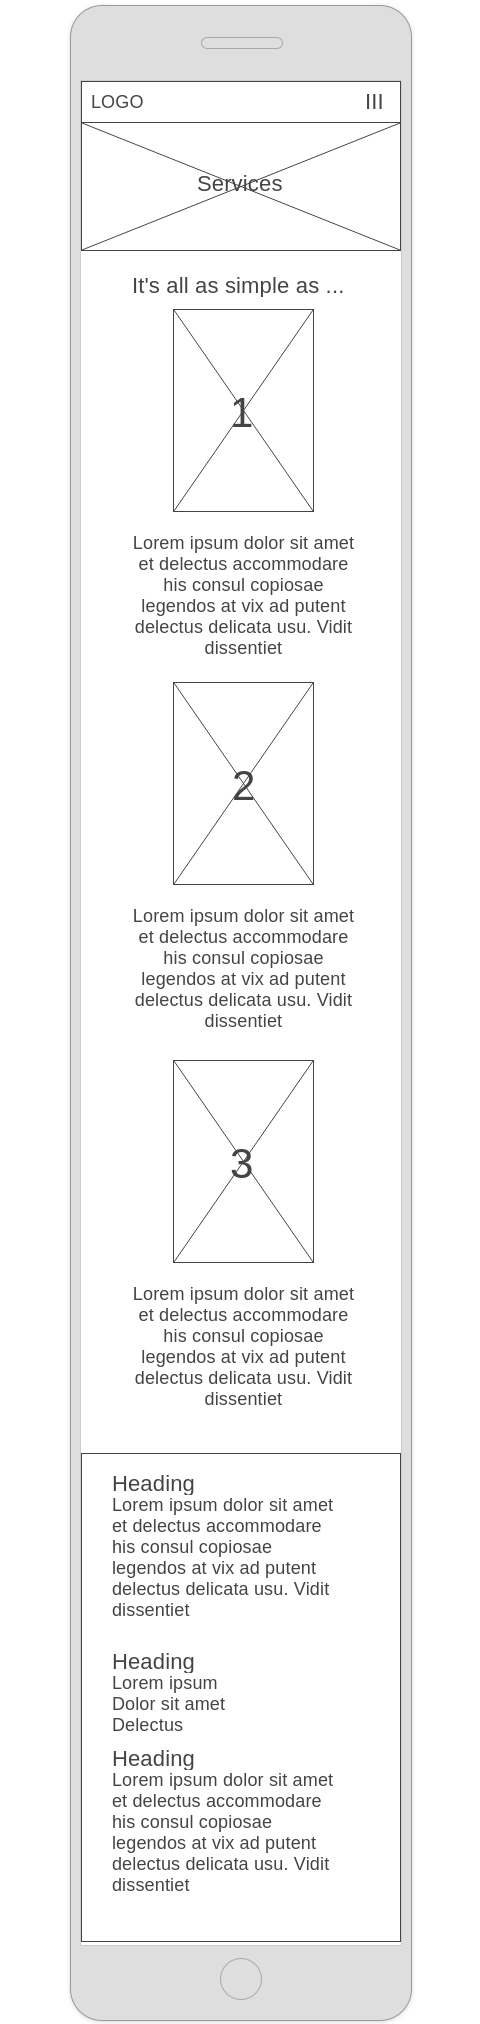 LOGO
Services
It's all as simple as ...
1
Lorem ipsum dolor sit amet
et delectus accommodare
his consul copiosae
legendos at vix ad putent
delectus delicata usu. Vidit
dissentiet
2
Lorem ipsum dolor sit amet
et delectus accommodare
his consul copiosae
legendos at vix ad putent
delectus delicata usu. Vidit
dissentiet
3
Lorem ipsum dolor sit amet
et delectus accommodare
his consul copiosae
legendos at vix ad putent
delectus delicata usu. Vidit
dissentiet
Heading
Lorem ipsum dolor sit amet
et delectus accommodare
his consul copiosae
legendos at vix ad putent
delectus delicata usu. Vidit
dissentiet
Heading
Lorem ipsum
Dolor sit amet
Delectus
Heading
Lorem ipsum dolor sit amet
et delectus accommodare
his consul copiosae
legendos at vix ad putent
delectus delicata usu. Vidit
dissentiet